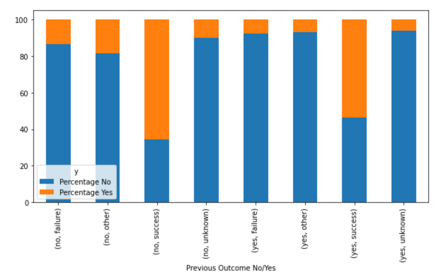 100
80
60
40
20
0
y
Percentage No
Percentage Yes
(no, failure)
(no, other)
(no, success)
(no, unknown)
(yes, failure)
(yes, other)
(yes, success)
(yes, unknown)
Previous Outcome No/Yes